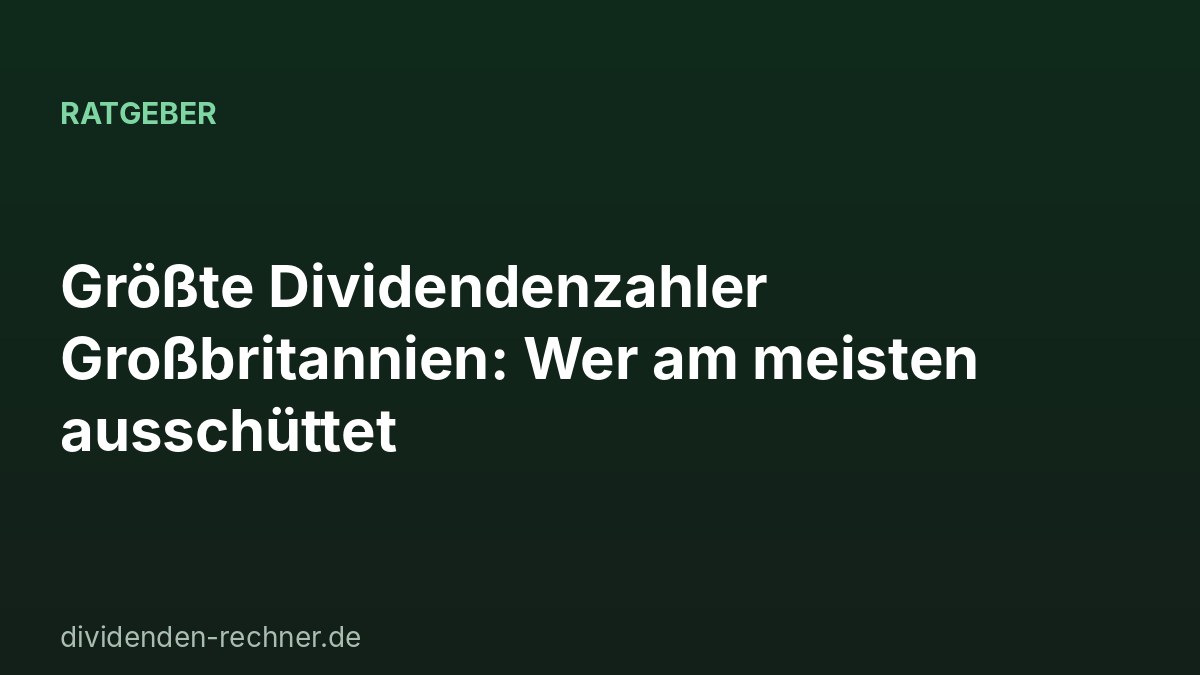 RATGEBER
Größte Dividendenzahler
Großbritannien: Wer am meisten
ausschüttet
dividenden-rechner.de